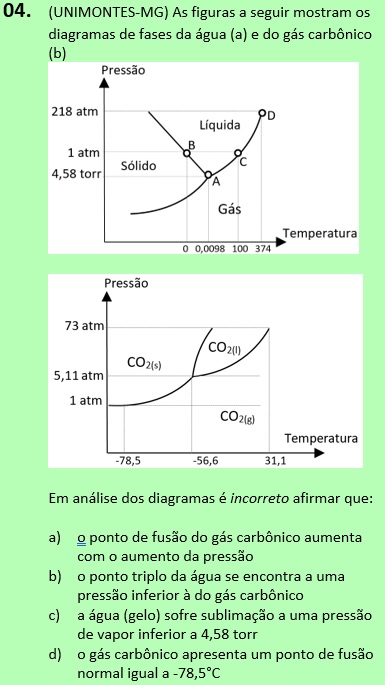 04. (UNIMONTES-MG) As figuras a seguir mostram os
diagramas de fases da água (a) e do gás carbônico
(b)
Pressão
218 atm
D
Líquida
B
1 atm
C
Sólido
4,58 torr
A
Gás
Temperatura
0 0,0098 100 374
Pressão
73 atm
CO2(l)
CO2(s)
5,11 atm
1 atm
CO2(g)
Temperatura
-78,5 -56,6 31,1
Em análise dos diagramas é incorreto afirmar que:
a) o ponto de fusão do gás carbônico aumenta
com o aumento da pressão
b) o ponto triplo da água se encontra a uma
pressão inferior à do gás carbônico
c) a água (gelo) sofre sublimação a uma pressão
de vapor inferior a 4,58 torr
d) o gás carbônico apresenta um ponto de fusão
normal igual a -78,5°C